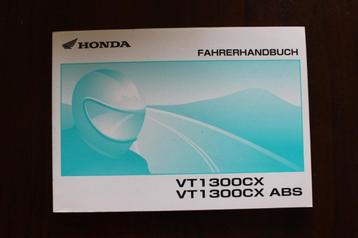 HONDA
FAHRERHANDBUCH
VT1300CX
VT1300CX ABS